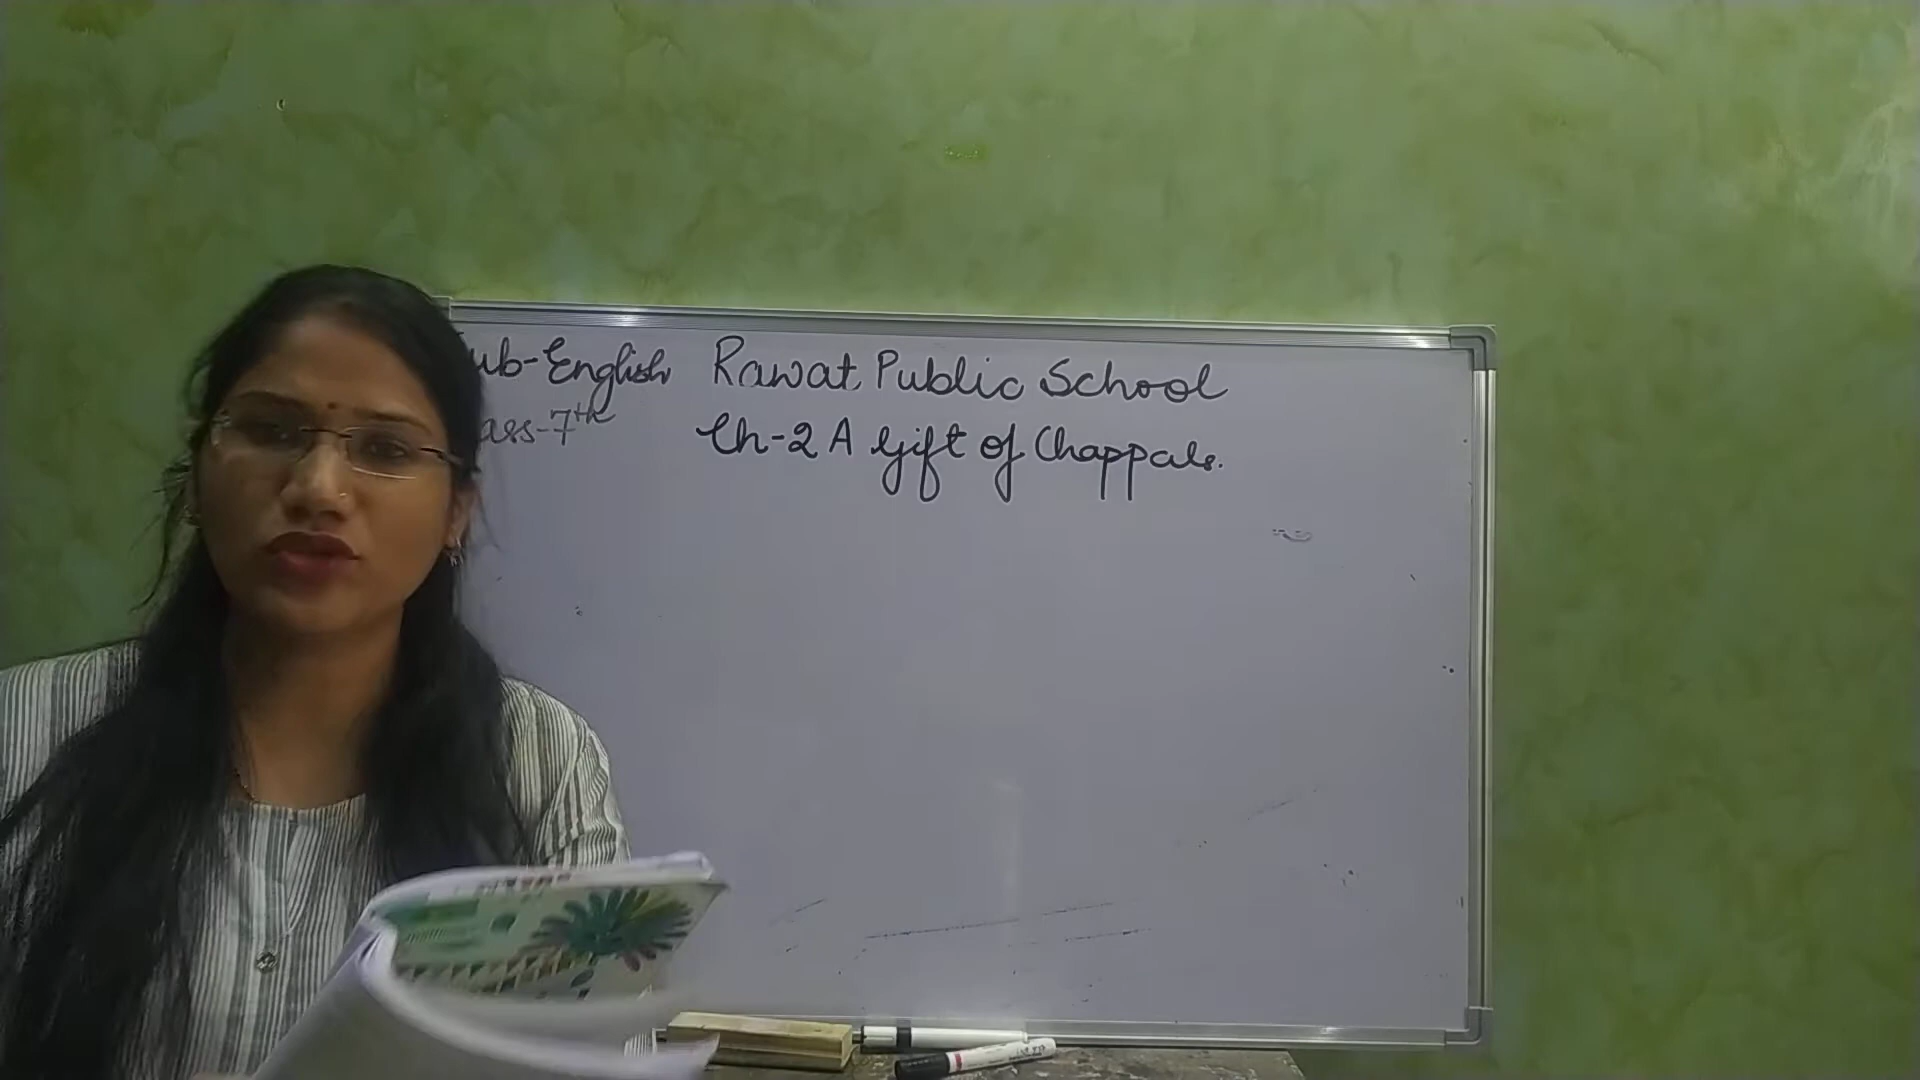 ub-English Rawat Public School
ass-7th Ch-2 A Gift of Chappals.